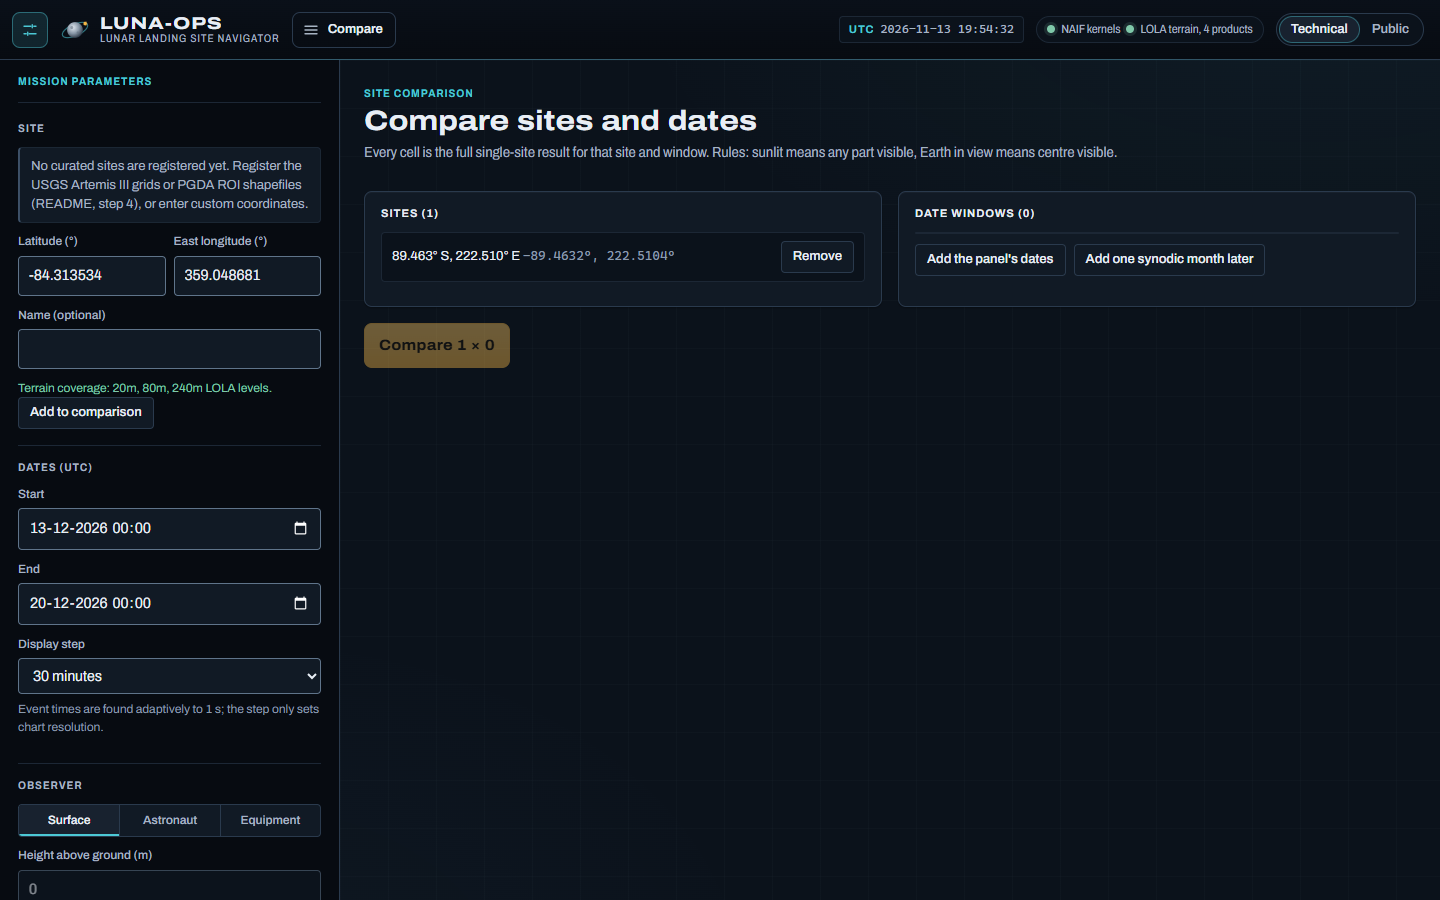 LUNA-OPS
LUNAR LANDING SITE NAVIGATOR
Compare
UTC 2026-11-13 19:54:32
NAIF kernels
LOLA terrain, 4 products
Technical
Public
MISSION PARAMETERS
SITE
No curated sites are registered yet. Register the
USGS Artemis III grids or PGDA ROI shapefiles
(README, step 4), or enter custom coordinates.
Latitude (°)
East longitude (°)
-84.313534
359.048681
Name (optional)
Terrain coverage: 20m, 80m, 240m LOLA levels.
Add to comparison
DATES (UTC)
Start
13-12-2026 00:00
End
20-12-2026 00:00
Display step
30 minutes
Event times are found adaptively to 1 s; the step only sets
chart resolution.
OBSERVER
Surface
Astronaut
Equipment
Height above ground (m)
0
SITE COMPARISON
Compare sites and dates
Every cell is the full single-site result for that site and window. Rules: sunlit means any part visible, Earth in view means centre visible.
SITES (1)
89.463° S, 222.510° E −89.4632°, 222.5104°
Remove
DATE WINDOWS (0)
Add the panel's dates
Add one synodic month later
Compare 1 × 0